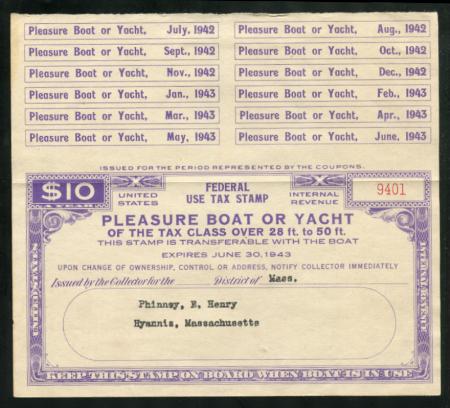 Pleasure Boat or Yacht, July, 1942
Pleasure Boat or Yacht, Aug., 1942
Pleasure Boat or Yacht, Sept., 1942
Pleasure Boat or Yacht, Oct., 1942
Pleasure Boat or Yacht, Nov., 1942
Pleasure Boat or Yacht, Dec., 1942
Pleasure Boat or Yacht, Jan., 1943
Pleasure Boat or Yacht, Feb., 1943
Pleasure Boat or Yacht, Mar., 1943
Pleasure Boat or Yacht, Apr., 1943
Pleasure Boat or Yacht, May, 1943
Pleasure Boat or Yacht, June, 1943
ISSUED FOR THE PERIOD REPRESENTED BY THE COUPONS.
$10
A YEAR
UNITED STATES
FEDERAL
USE TAX STAMP
INTERNAL REVENUE
9401
PLEASURE BOAT OR YACHT
OF THE TAX CLASS OVER 28 ft. to 50 ft.
THIS STAMP IS TRANSFERABLE WITH THE BOAT
EXPIRES JUNE 30, 1943
UPON CHANGE OF OWNERSHIP, CONTROL OR ADDRESS, NOTIFY COLLECTOR IMMEDIATELY
Issued by the Collector for the District of Mass.
Phinney, E. Henry
Hyannis, Massachusetts
UNITED STATES
INTERNAL REVENUE
KEEP THIS STAMP ON BOARD WHEN BOAT IS IN USE